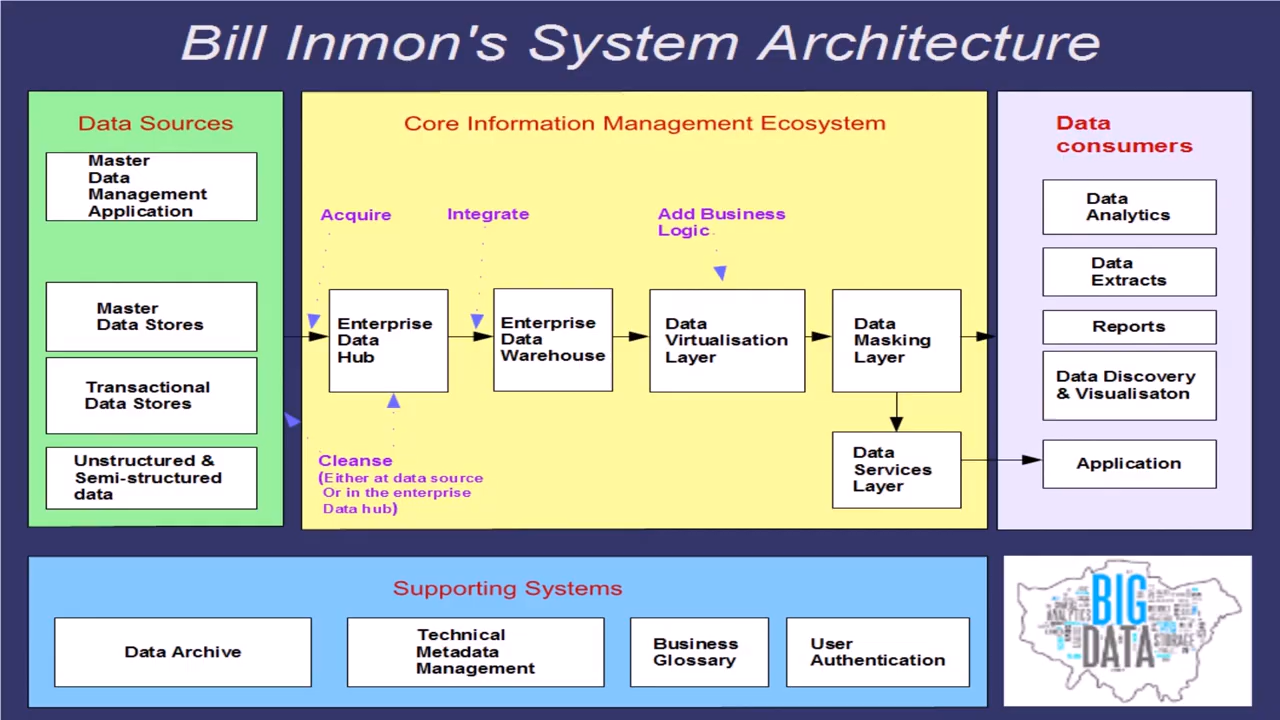 Bill Inmon's System Architecture
Data Sources
Master
Data
Management
Application
Master
Data Stores
Transactional
Data Stores
Unstructured &
Semi-structured
data
Core Information Management Ecosystem
Acquire
Integrate
Add Business
Logic
Enterprise
Data
Hub
Enterprise
Data
Warehouse
Data
Virtualisation
Layer
Data
Masking
Layer
Cleanse
(Either at data source
Or in the enterprise
Data hub)
Data
Services
Layer
Data
consumers
Data
Analytics
Data
Extracts
Reports
Data Discovery
& Visualisaton
Application
Supporting Systems
Data Archive
Technical
Metadata
Management
Business
Glossary
User
Authentication
BIG
DATA
ANALYTICS
STORAGE